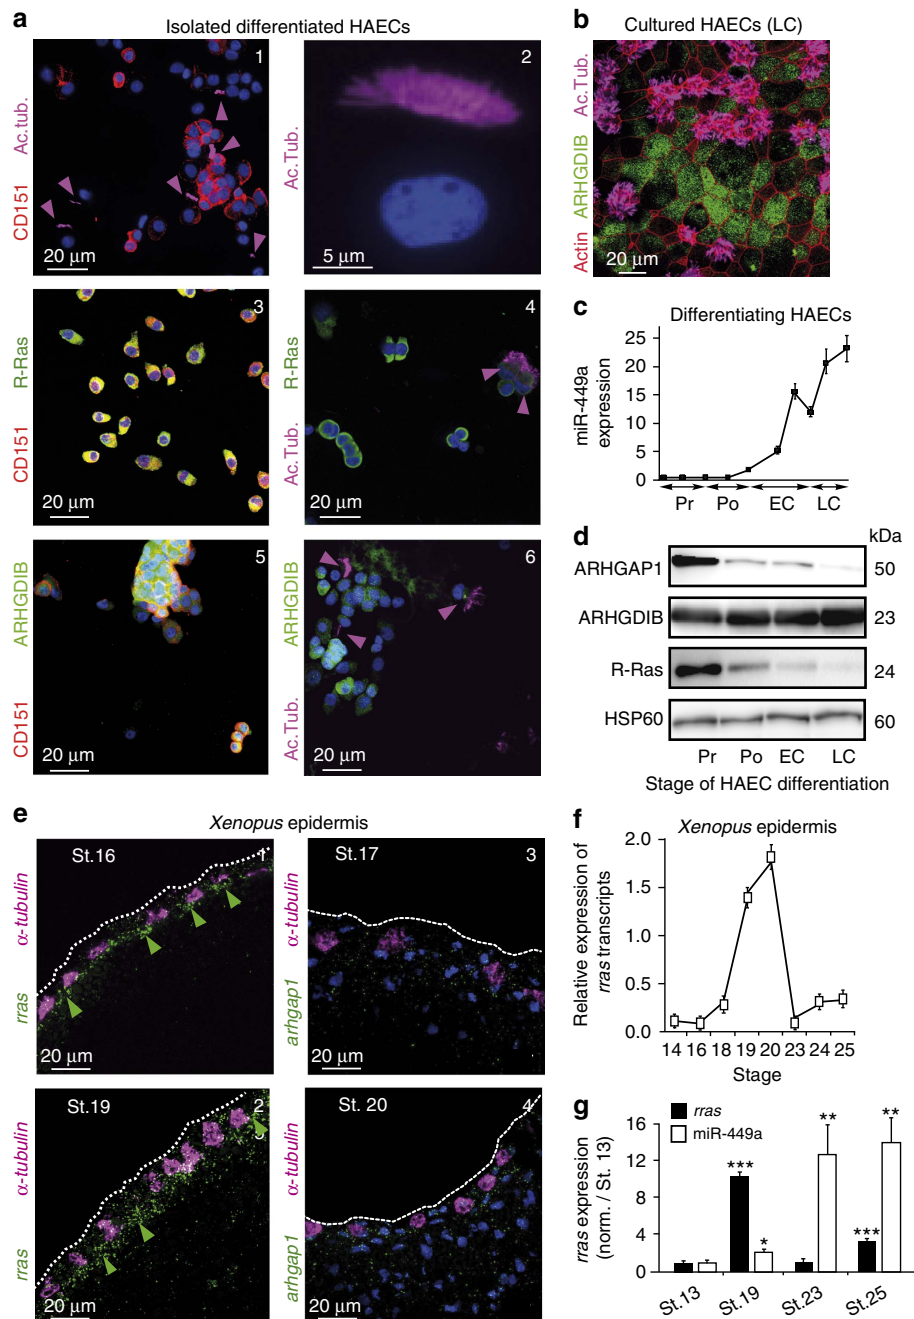 a
Isolated differentiated HAECs
CD151 Ac.tub.
1
20 µm
Ac.Tub.
2
5 µm
CD151 R-Ras
3
20 µm
Ac.Tub. R-Ras
4
20 µm
CD151 ARHGDIB
5
20 µm
Ac.Tub. ARHGDIB
6
20 µm
b
Cultured HAECs (LC)
Actin ARHGDIB Ac.Tub.
20 µm
c
Differentiating HAECs
miR-449a
expression
25
20
15
10
5
0
Pr Po EC LC
d
kDa
ARHGAP1 50
ARHGDIB 23
R-Ras 24
HSP60 60
Pr Po EC LC
Stage of HAEC differentiation
e
Xenopus epidermis
rras α-tubulin
St.16
1
20 µm
arhgap1 α-tubulin
St.17
3
20 µm
rras α-tubulin
St.19
2
20 µm
arhgap1 α-tubulin
St. 20
4
20 µm
f
Xenopus epidermis
Relative expression of
rras transcripts
2.0
1.5
1.0
0.5
0.0
14 16 18 19 20 23 24 25
Stage
g
rras expression
(norm. / St. 13)
16
12
8
4
0
rras
miR-449a
***
*
**
***
**
St.13 St.19 St.23 St.25